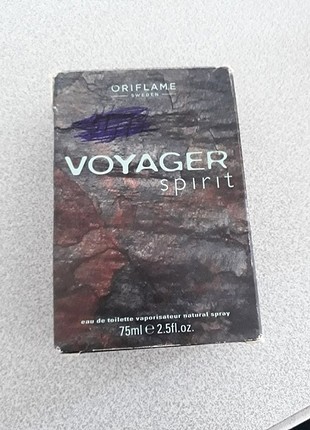 ORIFLAME
SWEDEN
VOYAGER
spirit
eau de toilette vaporisateur natural spray
75ml ℮ 2.5fl.oz.